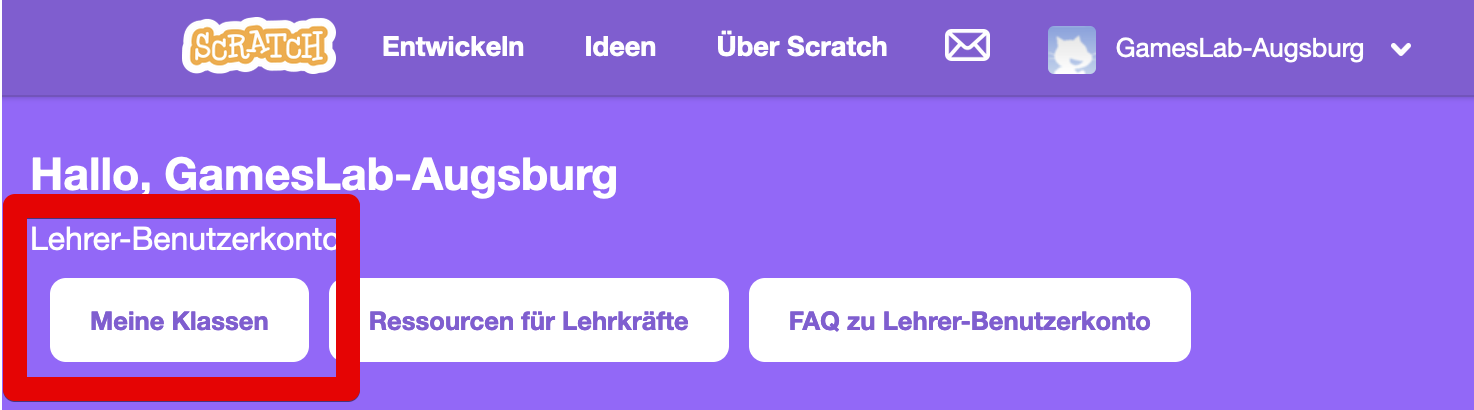 SCRATCH Entwickeln Ideen Über Scratch GamesLab-Augsburg
Hallo, GamesLab-Augsburg
Lehrer-Benutzerkonto
Meine Klassen Ressourcen für Lehrkräfte FAQ zu Lehrer-Benutzerkonto